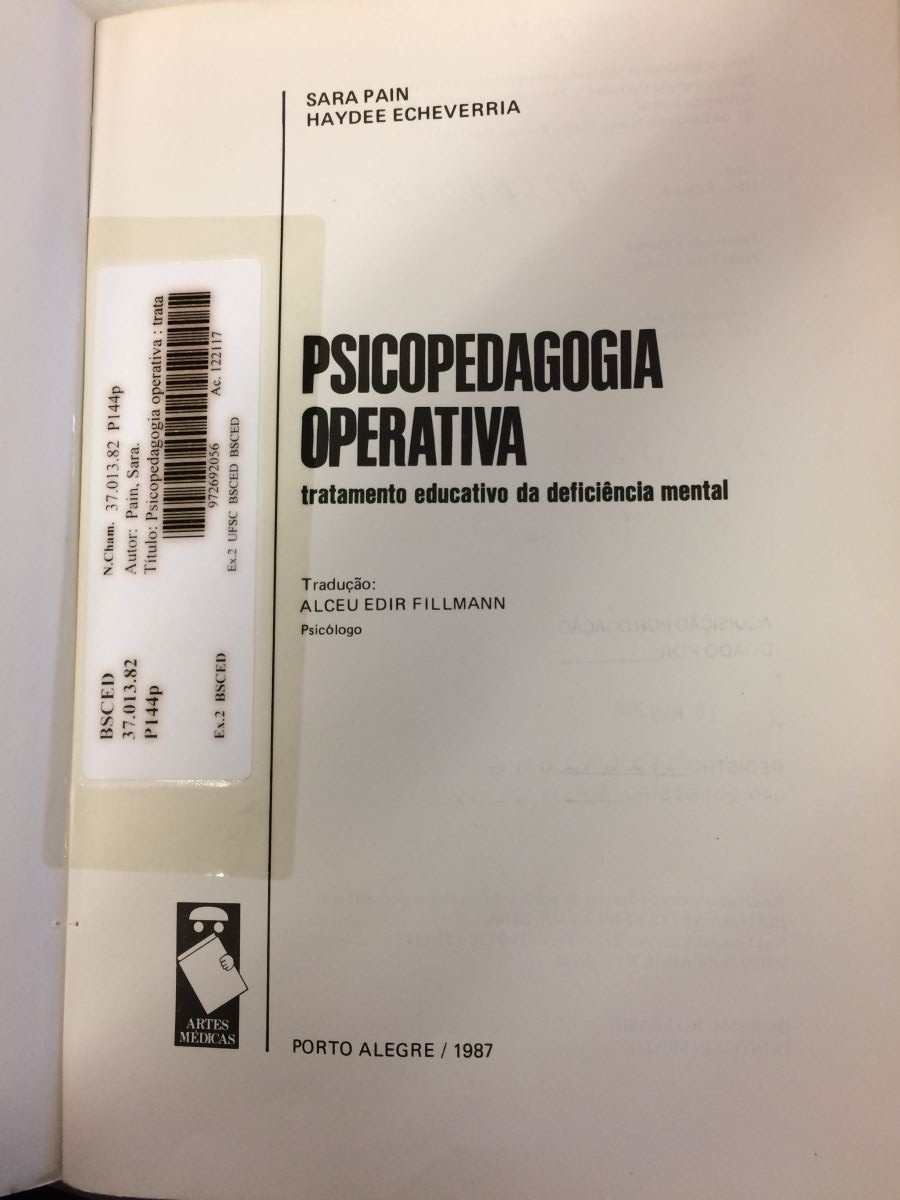 SARA PAIN
HAYDEE ECHEVERRIA
PSICOPEDAGOGIA
OPERATIVA
tratamento educativo da deficiência mental
Tradução:
ALCEU EDIR FILLMANN
Psicólogo
N.Cham. 37.013.82 P144p
Autor: Pain, Sara.
Título: Psicopedagogia operativa : trata
972692056
Ac. 122117
Ex.2 UFSC BSCED BSCED
BSCED
37.013.82
P144p
Ex.2 BSCED
ARTES
MÉDICAS
PORTO ALEGRE / 1987